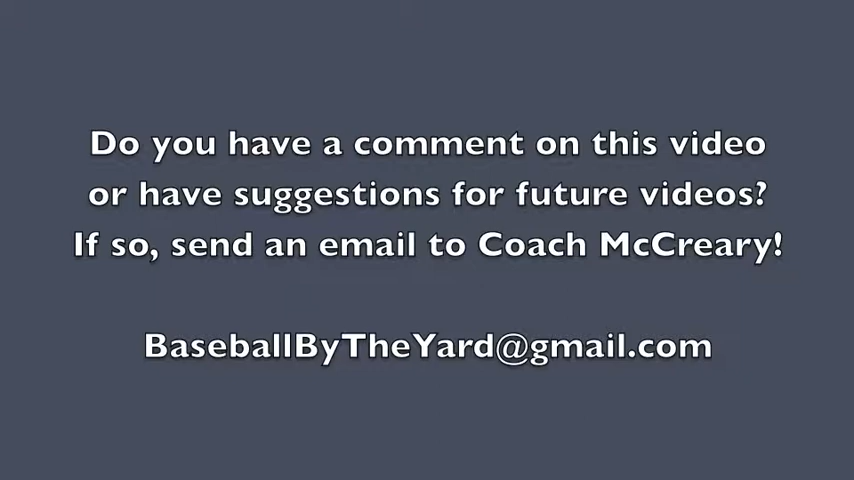 Do you have a comment on this video
or have suggestions for future videos?
If so, send an email to Coach McCreary!
BaseballByTheYard@gmail.com